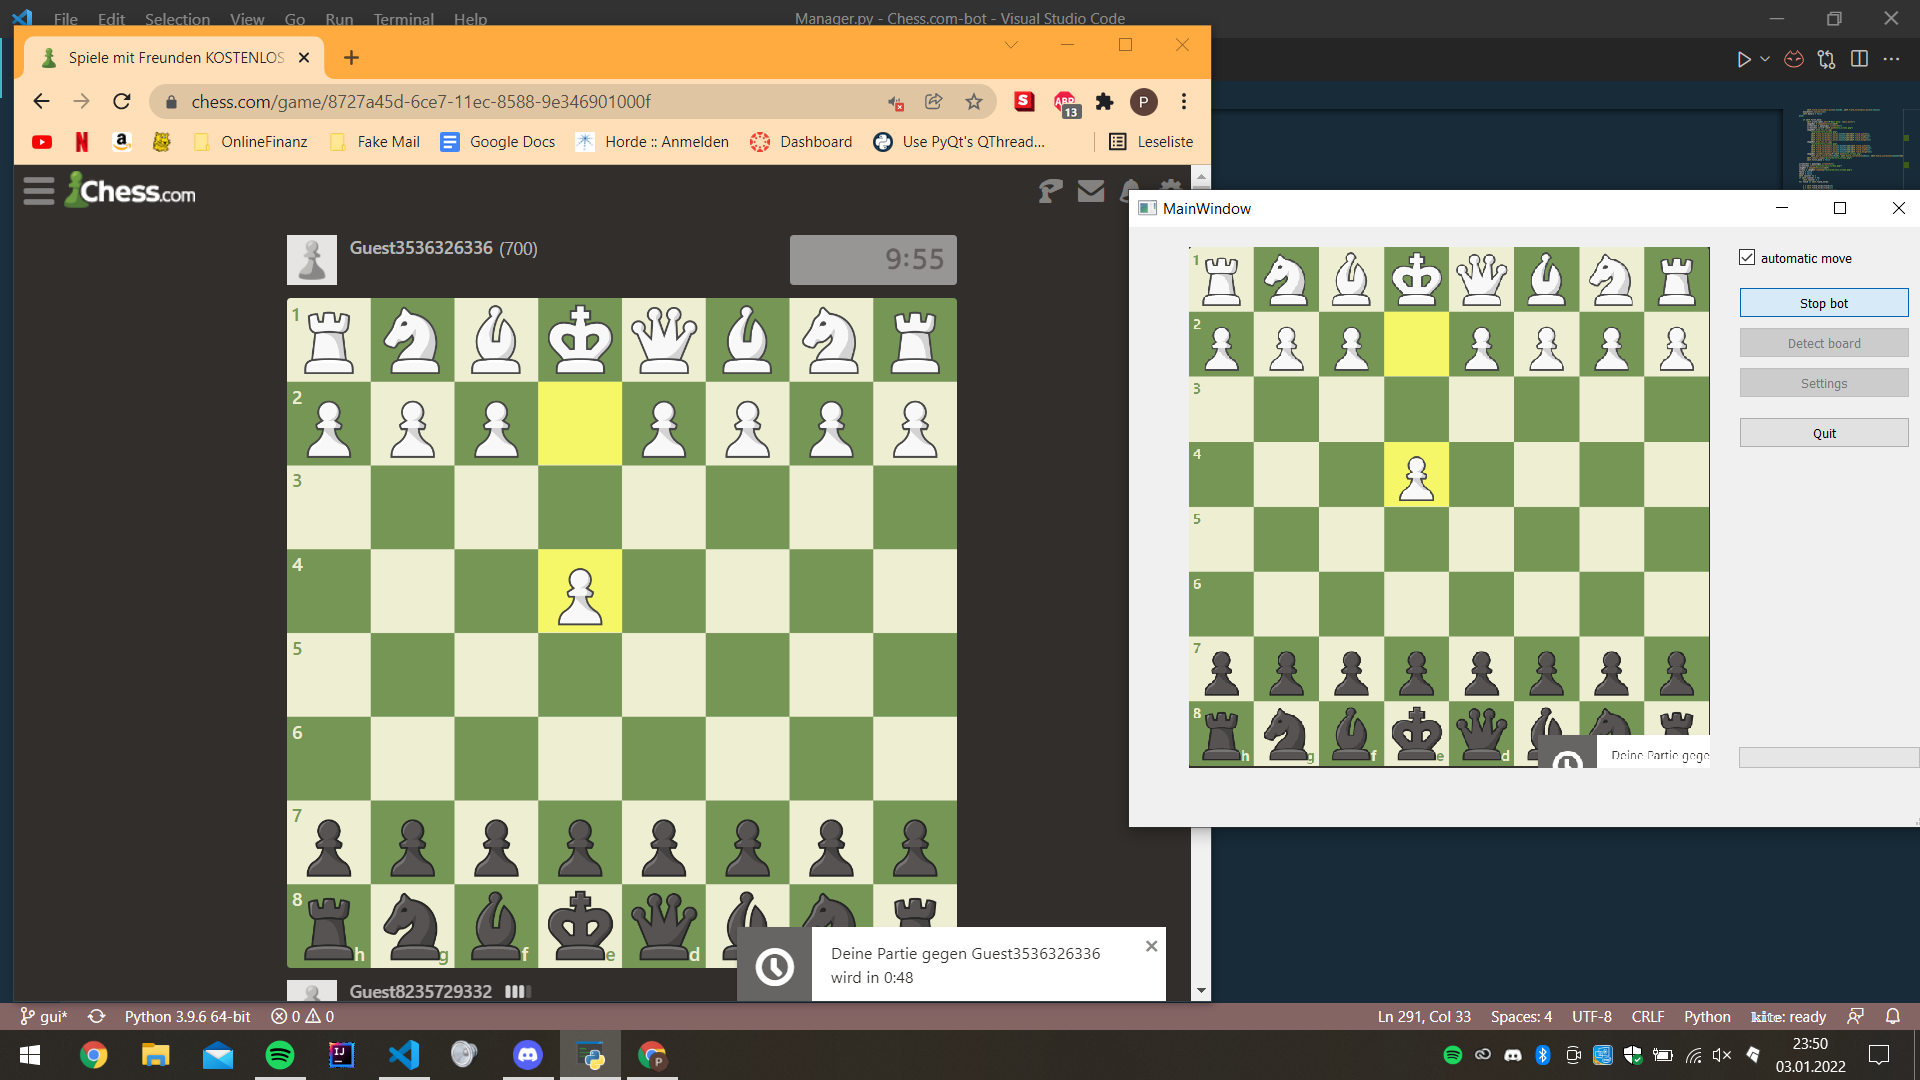 File Edit Selection View Go Run Terminal Help
Manager.py - Chess.com-bot - Visual Studio Code
Spiele mit Freunden KOSTENLOS
chess.com/game/8727a45d-6ce7-11ec-8588-9e346901000f
S
ABP
13
P
OnlineFinanz
Fake Mail
Google Docs
Horde :: Anmelden
Dashboard
Use PyQt's QThread...
Leseliste
Chess.com
Guest3536326336 (700)
9:55
1
2
3
4
5
6
7
8
h g f e d
Guest8235729332
Deine Partie gegen Guest3536326336
wird in 0:48
MainWindow
1
2
3
4
5
6
7
8
h g f e d
Deine Partie gege
automatic move
Stop bot
Detect board
Settings
Quit
gui*
Python 3.9.6 64-bit
0
0
Ln 291, Col 33
Spaces: 4
UTF-8
CRLF
Python
kite: ready
IJ
P
23:50
03.01.2022